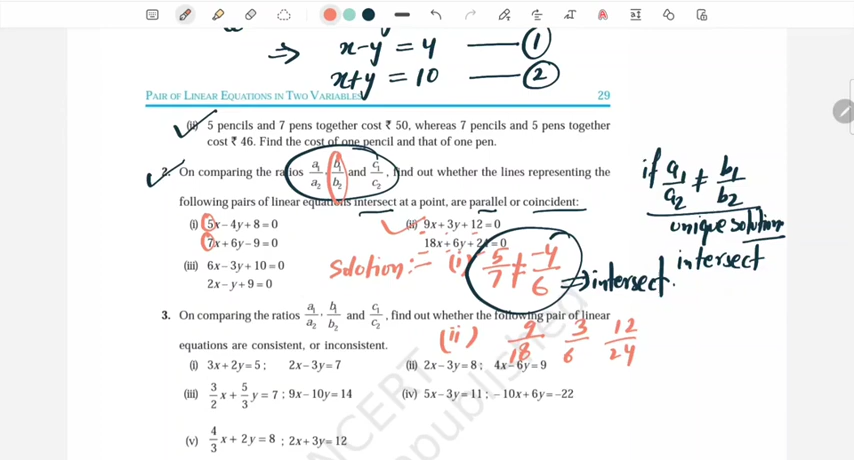 ⇒ x-y = 4 —— ①
x+y = 10 —— ②
PAIR OF LINEAR EQUATIONS IN TWO VARIABLES 29
5 pencils and 7 pens together cost ₹ 50, whereas 7 pencils and 5 pens together
cost ₹ 46. Find the cost of one pencil and that of one pen.
2. On comparing the ratios a₁/a₂, b₁/b₂ and c₁/c₂, find out whether the lines representing the
following pairs of linear equations intersect at a point, are parallel or coincident:
if a₁/a₂ ≠ b₁/b₂
unique solution
intersect
(i) 5x – 4y + 8 = 0 (ii) 9x + 3y + 12 = 0
7x + 6y – 9 = 0 18x + 6y + 24 = 0
(iii) 6x – 3y + 10 = 0
2x – y + 9 = 0
Solution :- (i) 5/7 ≠ -4/6 ⇒ intersect.
3. On comparing the ratios a₁/a₂, b₁/b₂ and c₁/c₂, find out whether the following pair of linear
equations are consistent, or inconsistent.
(ii) 9/18 3/6 12/24
(i) 3x + 2y = 5 ; 2x – 3y = 7 (ii) 2x – 3y = 8 ; 4x – 6y = 9
(iii) 3/2 x + 5/3 y = 7 ; 9x – 10y = 14 (iv) 5x – 3y = 11 ; – 10x + 6y = –22
(v) 4/3 x + 2y = 8 ; 2x + 3y = 12
NCERT
republished